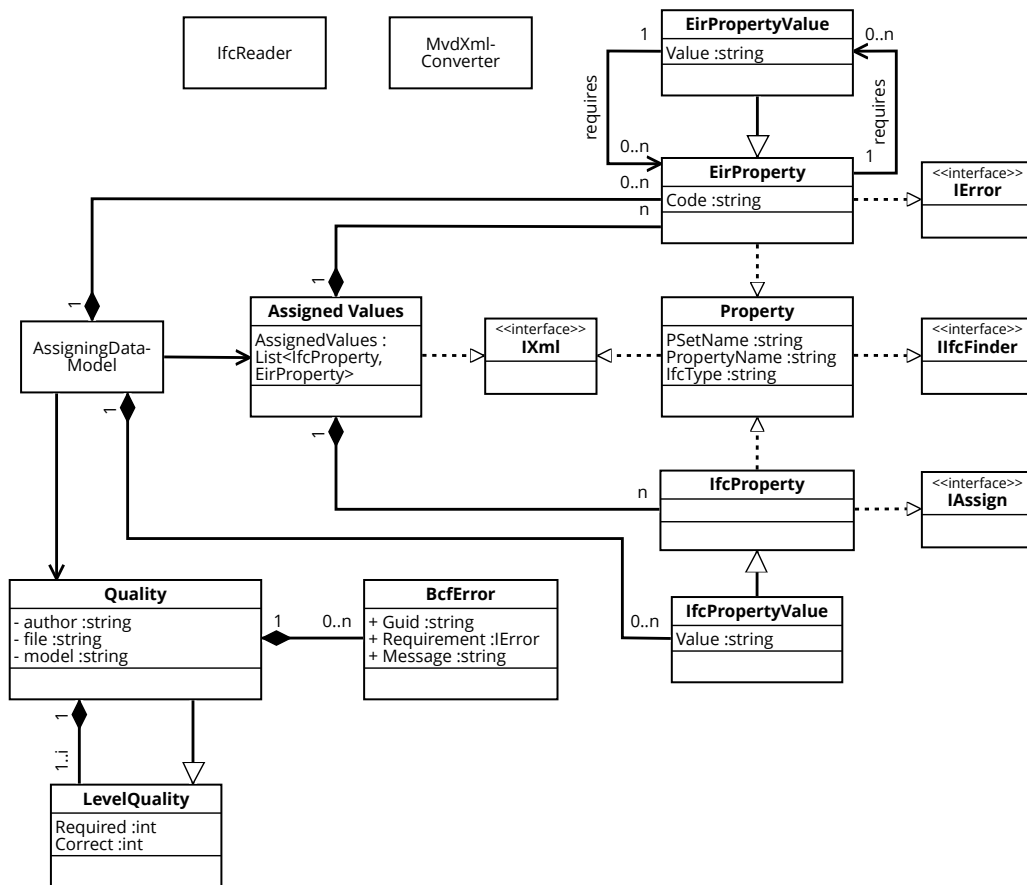 IfcReader
MvdXml-
Converter
EirPropertyValue
Value :string
1
0..n
requires
requires
0..n
1
EirProperty
Code :string
0..n
n
<<interface>>
IError
1
1
AssigningData-
Model
Assigned Values
AssignedValues :
List<IfcProperty,
EirProperty>
<<interface>>
IXml
Property
PSetName :string
PropertyName :string
IfcType :string
<<interface>>
IIfcFinder
1
1
n
IfcProperty
<<interface>>
IAssign
Quality
- author :string
- file :string
- model :string
1
0..n
BcfError
+ Guid :string
+ Requirement :IError
+ Message :string
0..n
IfcPropertyValue
Value :string
1
1..i
LevelQuality
Required :int
Correct :int